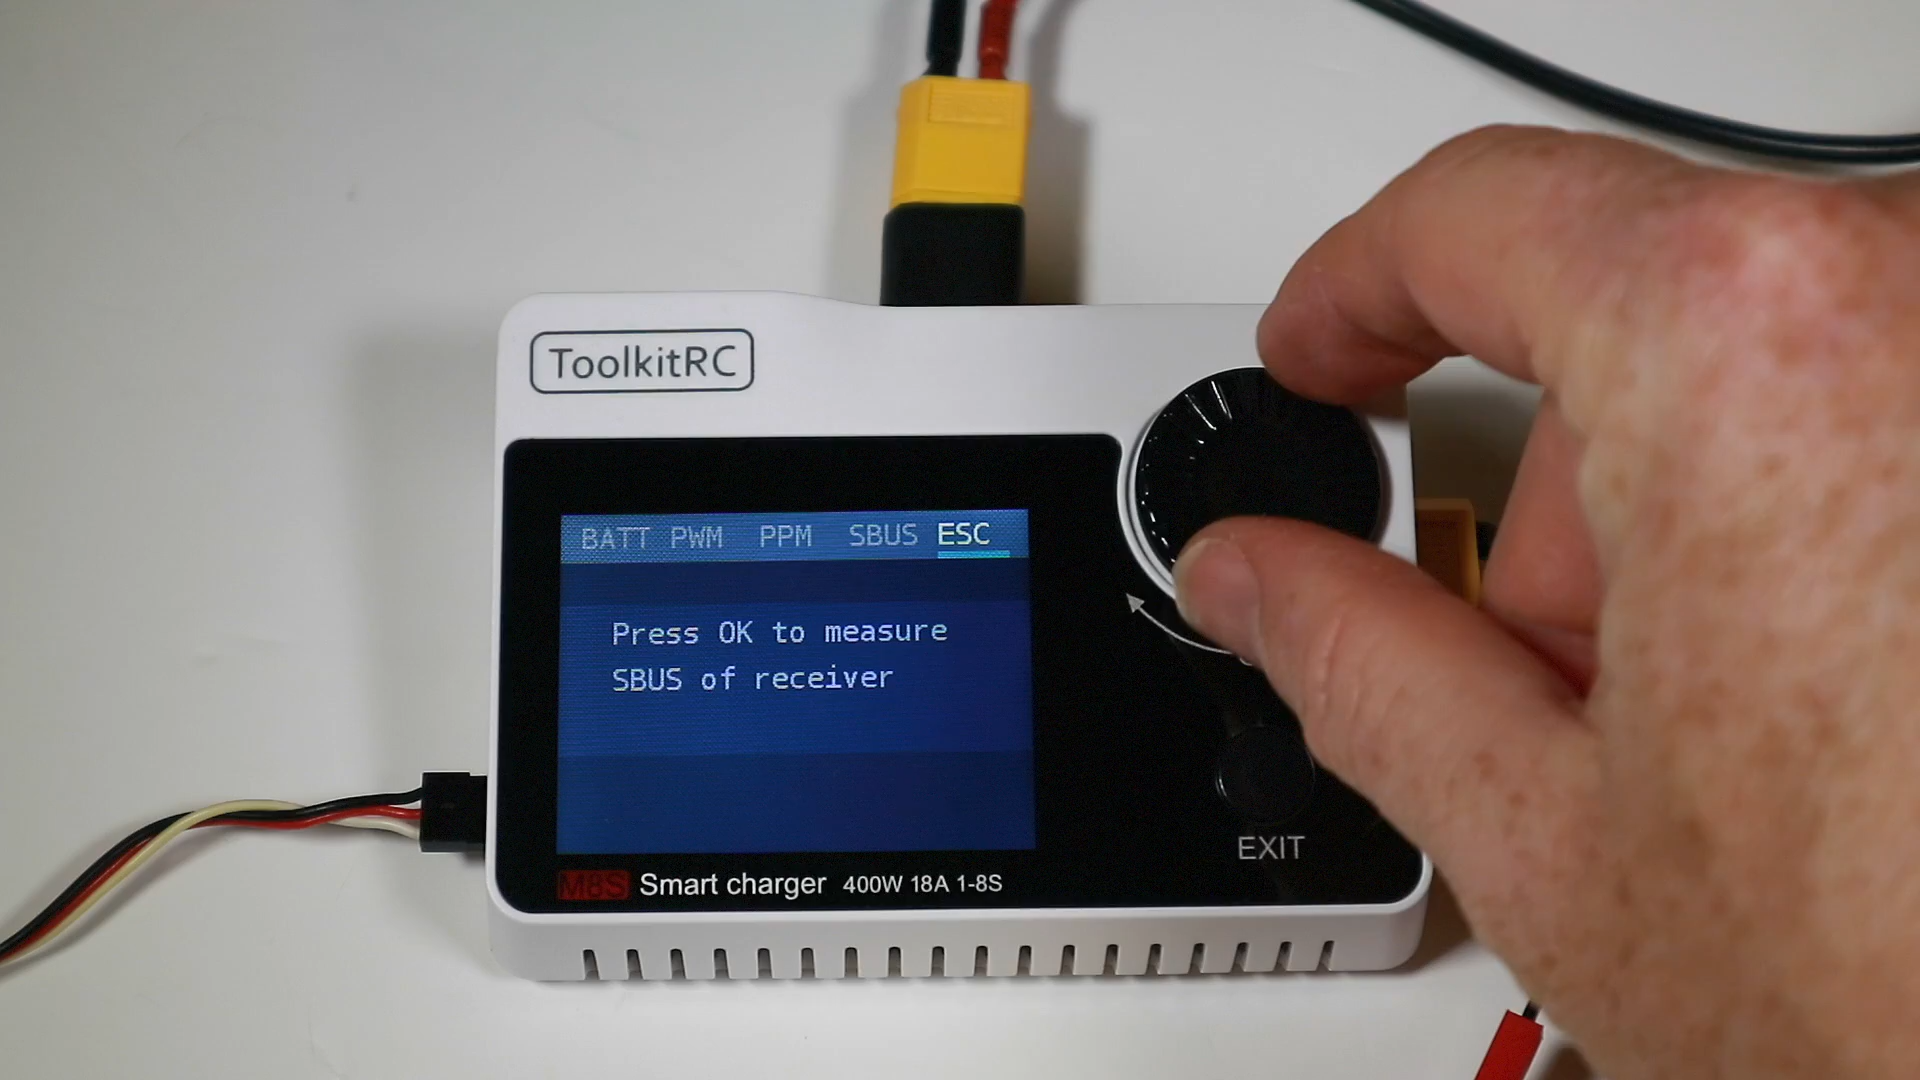 ToolkitRC
BATT PWM PPM SBUS ESC
Press OK to measure
SBUS of receiver
M8S Smart charger 400W 18A 1-8S
EXIT